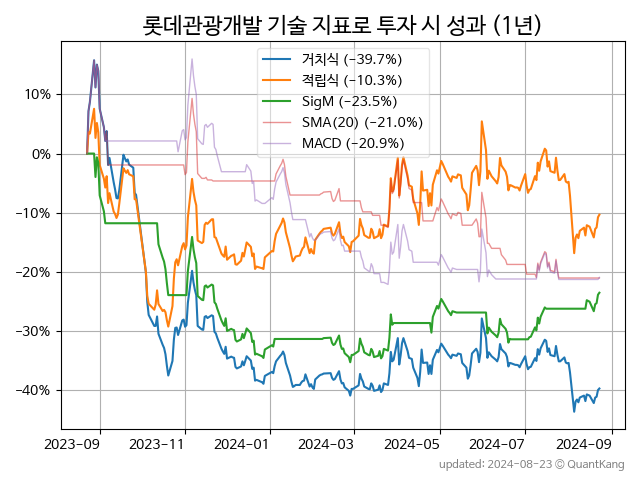 롯데관광개발 기술 지표로 투자 시 성과 (1년)
거치식 (−39.7%)
적립식 (−10.3%)
SigM (−23.5%)
SMA(20) (−21.0%)
MACD (−20.9%)
10%
0%
−10%
−20%
−30%
−40%
2023-09
2023-11
2024-01
2024-03
2024-05
2024-07
2024-09
updated: 2024-08-23 © QuantKang